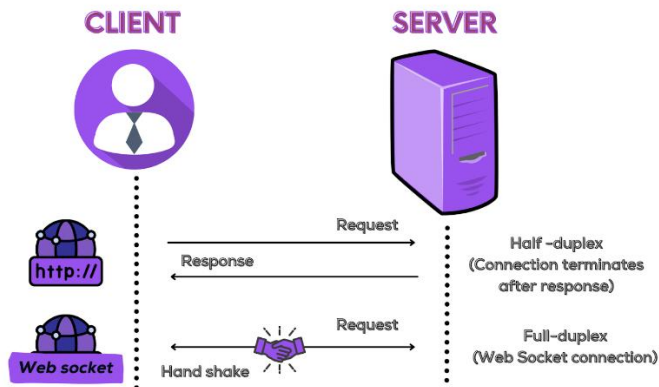 CLIENT
SERVER
Request
http://
Response
Half -duplex
(Connection terminates
after response)
Request
Web socket
Hand shake
Full-duplex
(Web Socket connection)